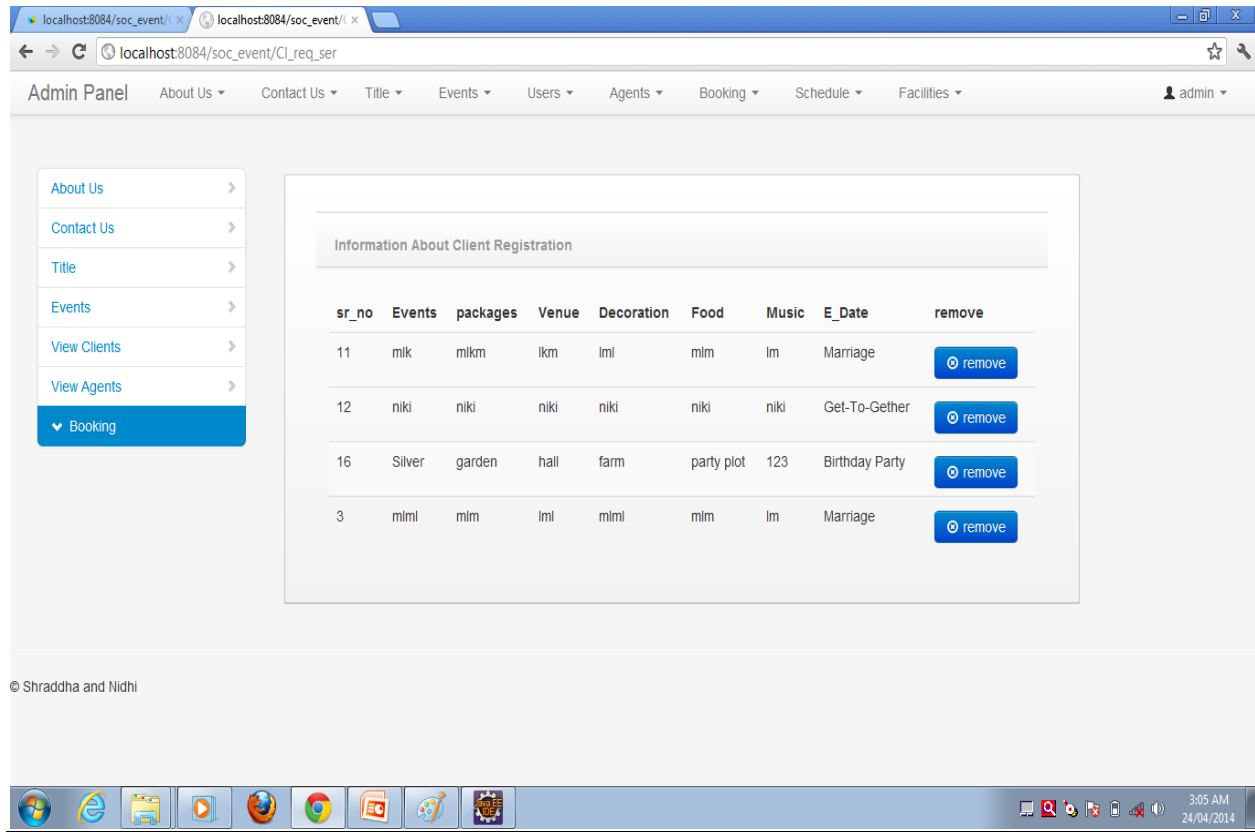 localhost:8084/soc_event/( localhost:8084/soc_event/(
localhost:8084/soc_event/Cl_req_ser
Admin Panel About Us Contact Us Title Events Users Agents Booking Schedule Facilities admin
About Us
Contact Us
Title
Events
View Clients
View Agents
Booking
Information About Client Registration
sr_no Events packages Venue Decoration Food Music E_Date remove
11 mlk mlkm lkm lml mlm lm Marriage remove
12 niki niki niki niki niki niki Get-To-Gether remove
16 Silver garden hall farm party plot 123 Birthday Party remove
3 mlml mlm lml mlml mlm lm Marriage remove
© Shraddha and Nidhi
Java EE
IDE
3:05 AM
24/04/2014